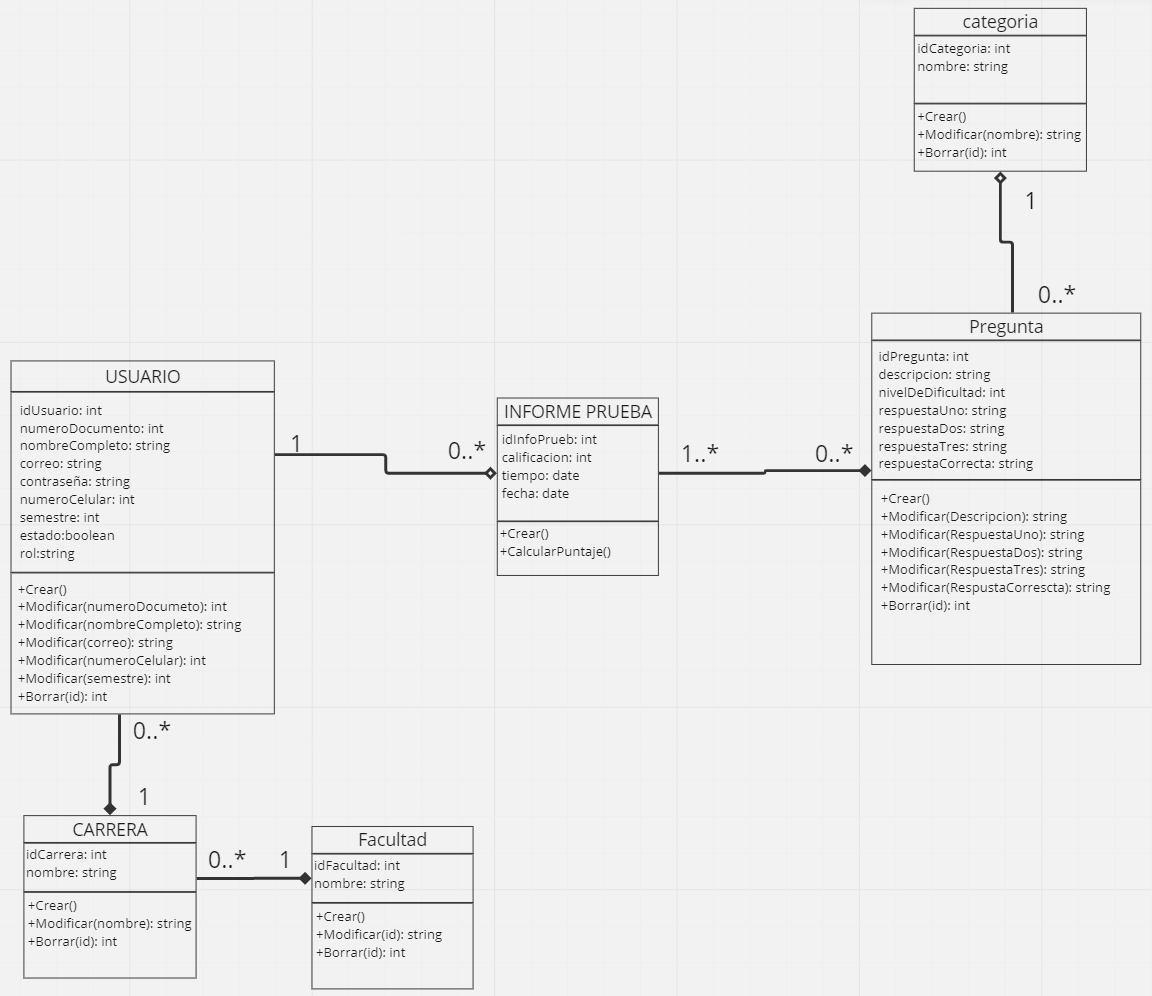 categoria
idCategoria: int
nombre: string
+Crear()
+Modificar(nombre): string
+Borrar(id): int
1
0..*
Pregunta
idPregunta: int
descripcion: string
nivelDeDificultad: int
respuestaUno: string
respuestaDos: string
respuestaTres: string
respuestaCorrecta: string
+Crear()
+Modificar(Descripcion): string
+Modificar(RespuestaUno): string
+Modificar(RespuestaDos): string
+Modificar(RespuestaTres): string
+Modificar(RespustaCorrescta): string
+Borrar(id): int
USUARIO
idUsuario: int
numeroDocumento: int
nombreCompleto: string
correo: string
contraseña: string
numeroCelular: int
semestre: int
estado:boolean
rol:string
+Crear()
+Modificar(numeroDocumeto): int
+Modificar(nombreCompleto): string
+Modificar(correo): string
+Modificar(numeroCelular): int
+Modificar(semestre): int
+Borrar(id): int
1
0..*
INFORME PRUEBA
idInfoPrueb: int
calificacion: int
tiempo: date
fecha: date
+Crear()
+CalcularPuntaje()
1..*
0..*
0..*
1
CARRERA
idCarrera: int
nombre: string
+Crear()
+Modificar(nombre): string
+Borrar(id): int
0..*
1
Facultad
idFacultad: int
nombre: string
+Crear()
+Modificar(id): string
+Borrar(id): int